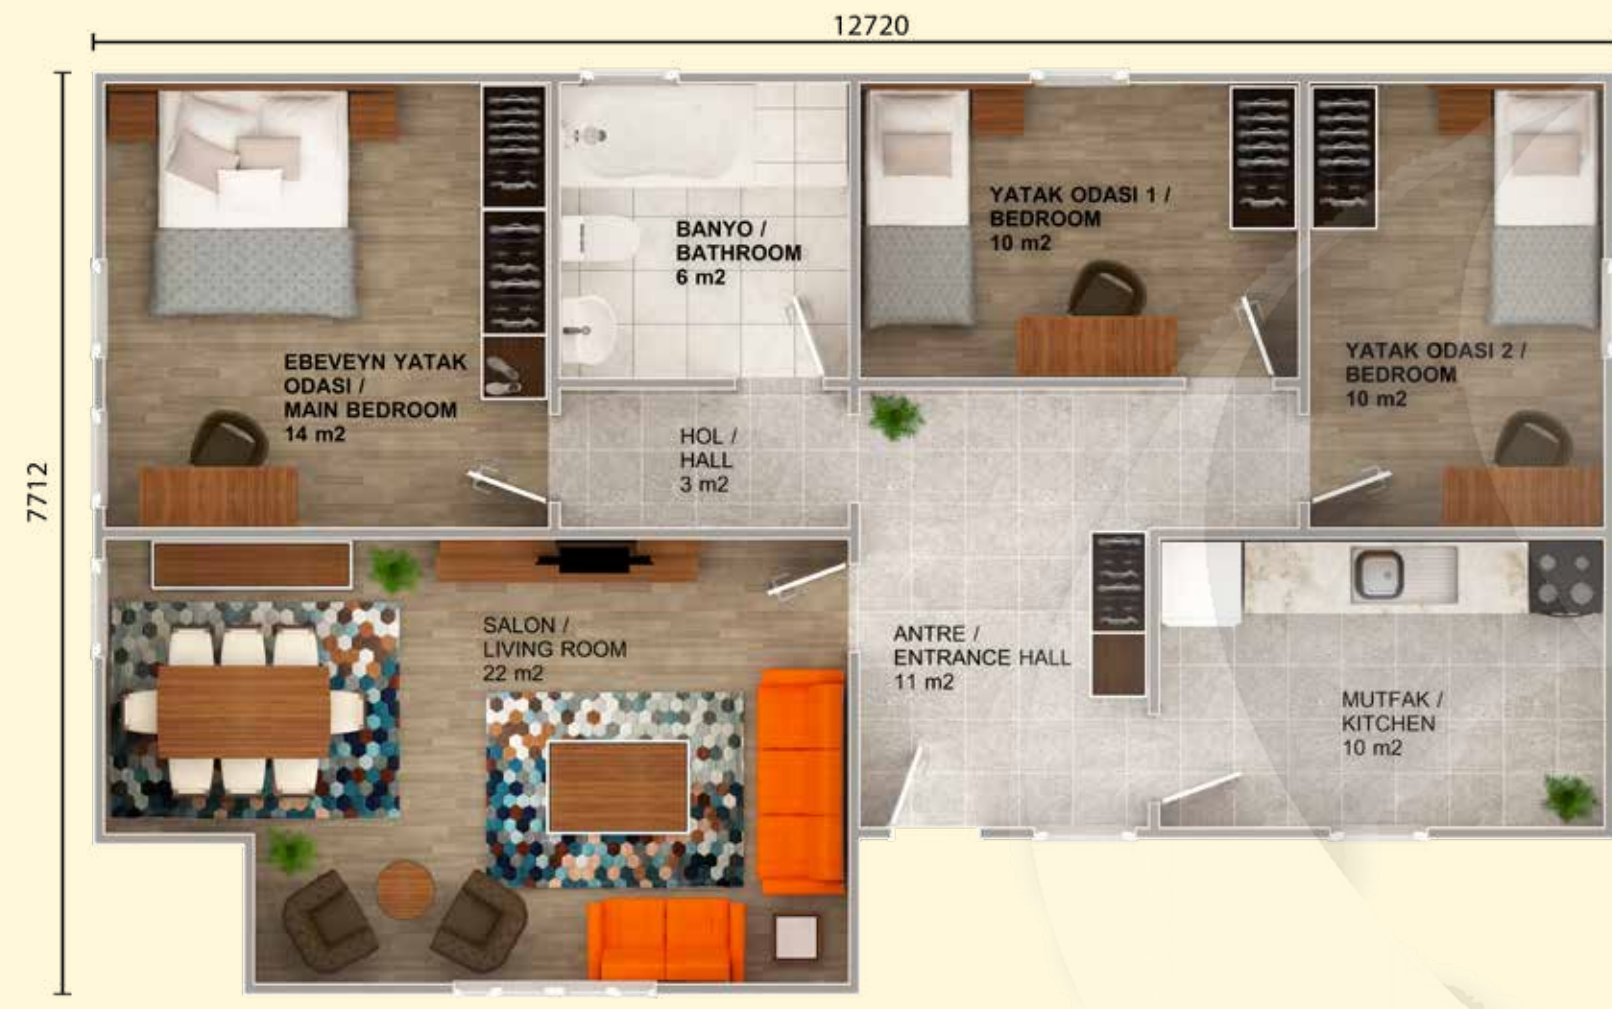 12720
7712
EBEVEYN YATAK
ODASI /
MAIN BEDROOM
14 m2
BANYO /
BATHROOM
6 m2
YATAK ODASI 1 /
BEDROOM
10 m2
YATAK ODASI 2 /
BEDROOM
10 m2
HOL /
HALL
3 m2
SALON /
LIVING ROOM
22 m2
ANTRE /
ENTRANCE HALL
11 m2
MUTFAK /
KITCHEN
10 m2